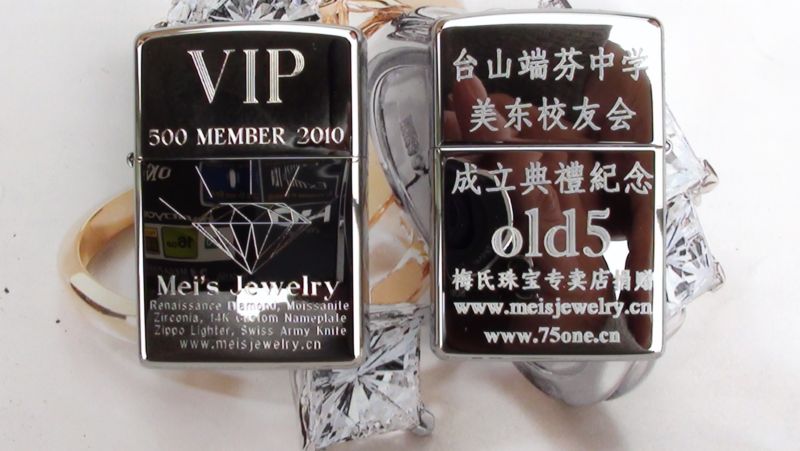 VIP
500 MEMBER 2010
Mei's Jewelry
Renaissance Diamond, Moissanite
Zirconia, 14K Custom Nameplate
Zippo Lighter, Swiss Army Knife
www.meisjewelry.cn
台山端芬中学
美东校友会
成立典禮紀念
old5
梅氏珠宝专卖店捐赠
www.meisjewelry.cn
www.75one.cn